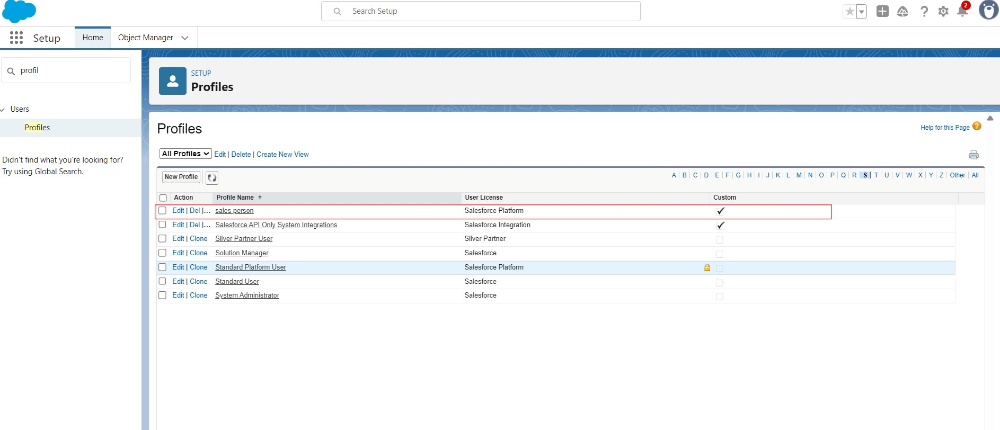 Search Setup
2
Setup
Home
Object Manager
profil
Users
Profiles
Didn't find what you're looking for?
Try using Global Search.
SETUP
Profiles
Profiles
Help for this Page ?
All Profiles Edit | Delete | Create New View
New Profile
A | B | C | D | E | F | G | H | I | J | K | L | M | N | O | P | Q | R | S | T | U | V | W | X | Y | Z | Other | All
Action Profile Name ↑ User License Custom
Edit | Del |... sales person Salesforce Platform ✓
Edit | Del |... Salesforce API Only System Integrations Salesforce Integration ✓
Edit | Clone Silver Partner User Silver Partner
Edit | Clone Solution Manager Salesforce
Edit | Clone Standard Platform User Salesforce Platform
Edit | Clone Standard User Salesforce
Edit | Clone System Administrator Salesforce